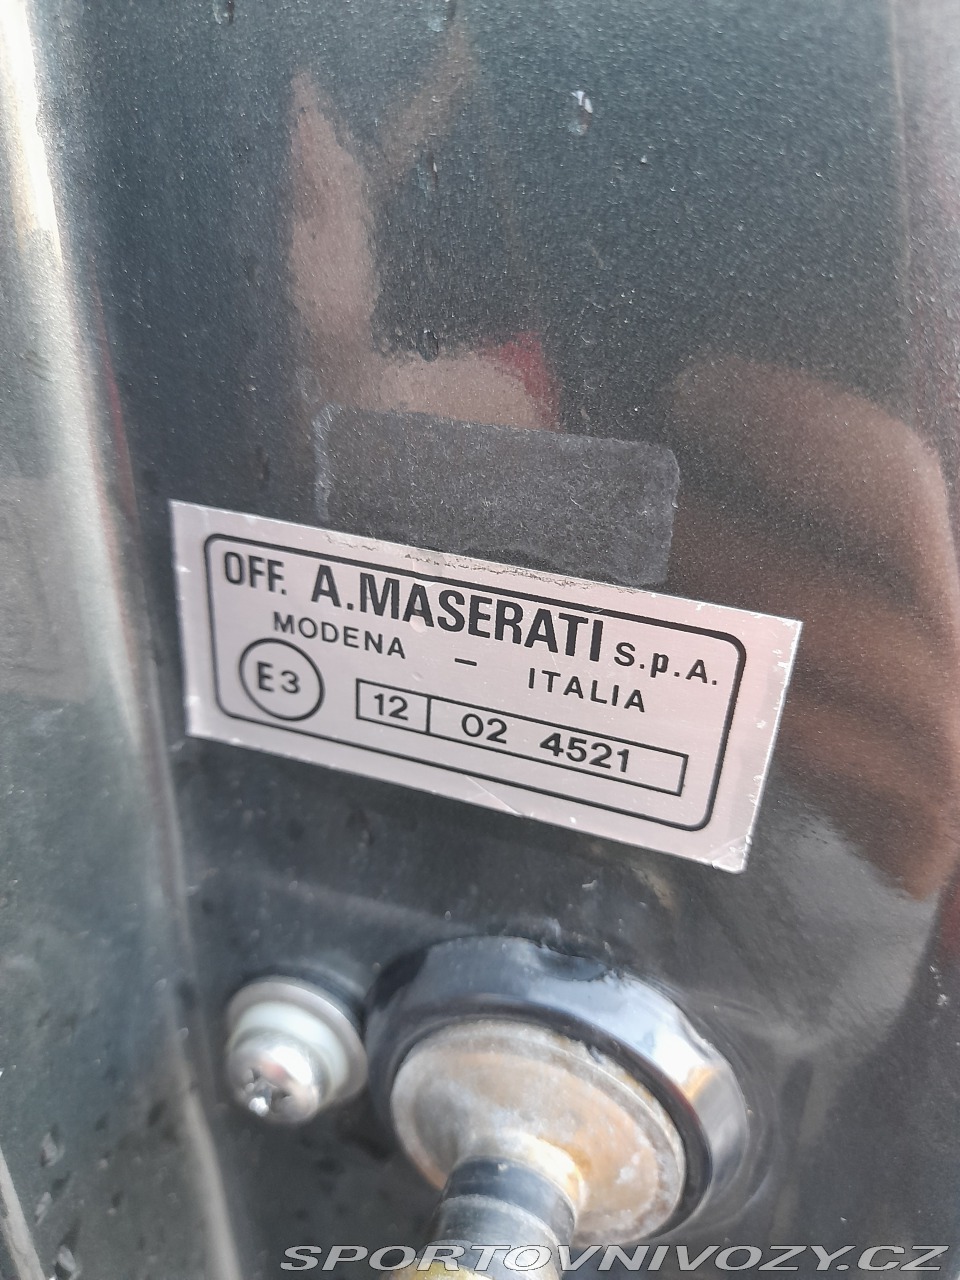 OFF. A.MASERATI S.p.A.
MODENA – ITALIA
E3 12 02 4521
SPORTOVNIVOZY.CZ